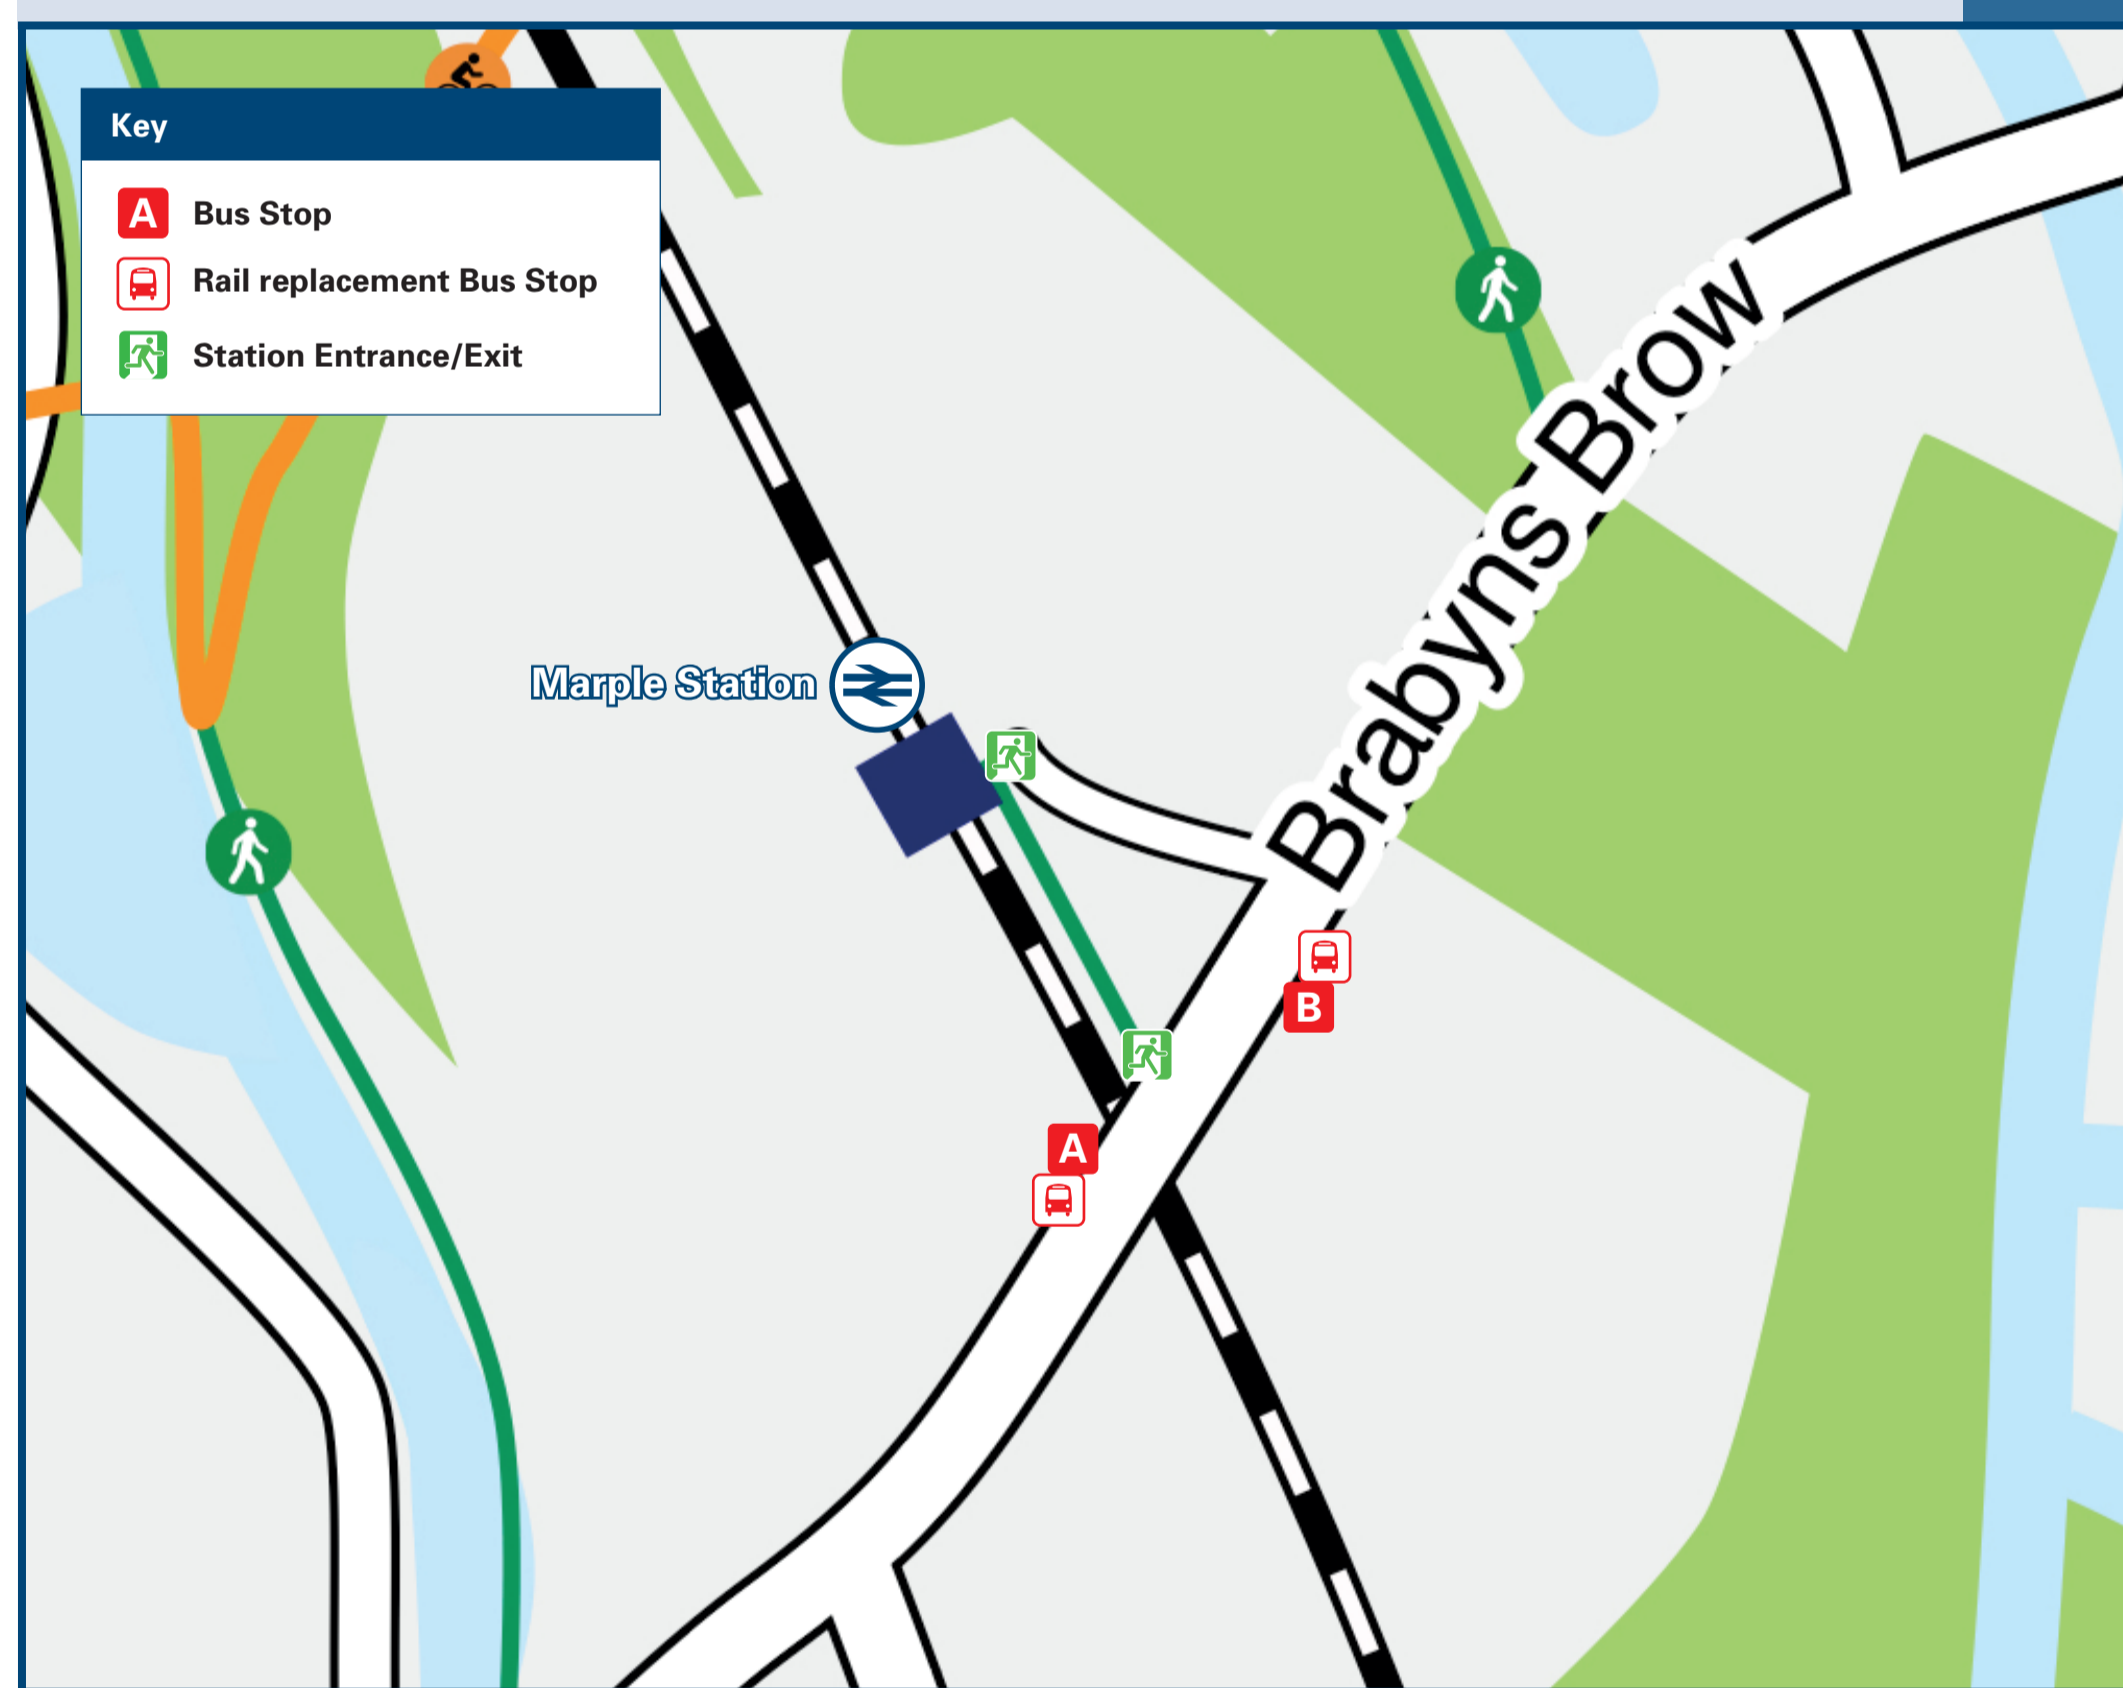 Key
A Bus Stop
Rail replacement Bus Stop
Station Entrance/Exit
Marple Station
Brabyns Brow
B
A